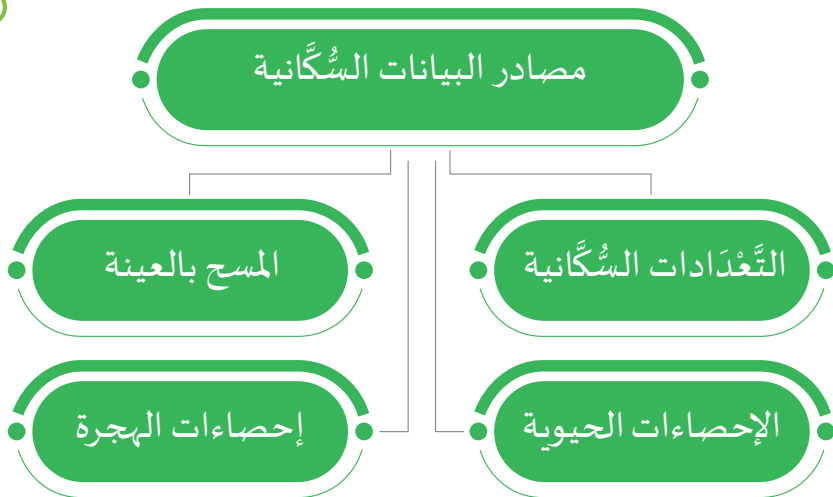 مصادر البيانات السُّكَّانية
التَّعْدَادات السُّكَّانية
المسح بالعينة
الإحصاءات الحيوية
إحصاءات الهجرة